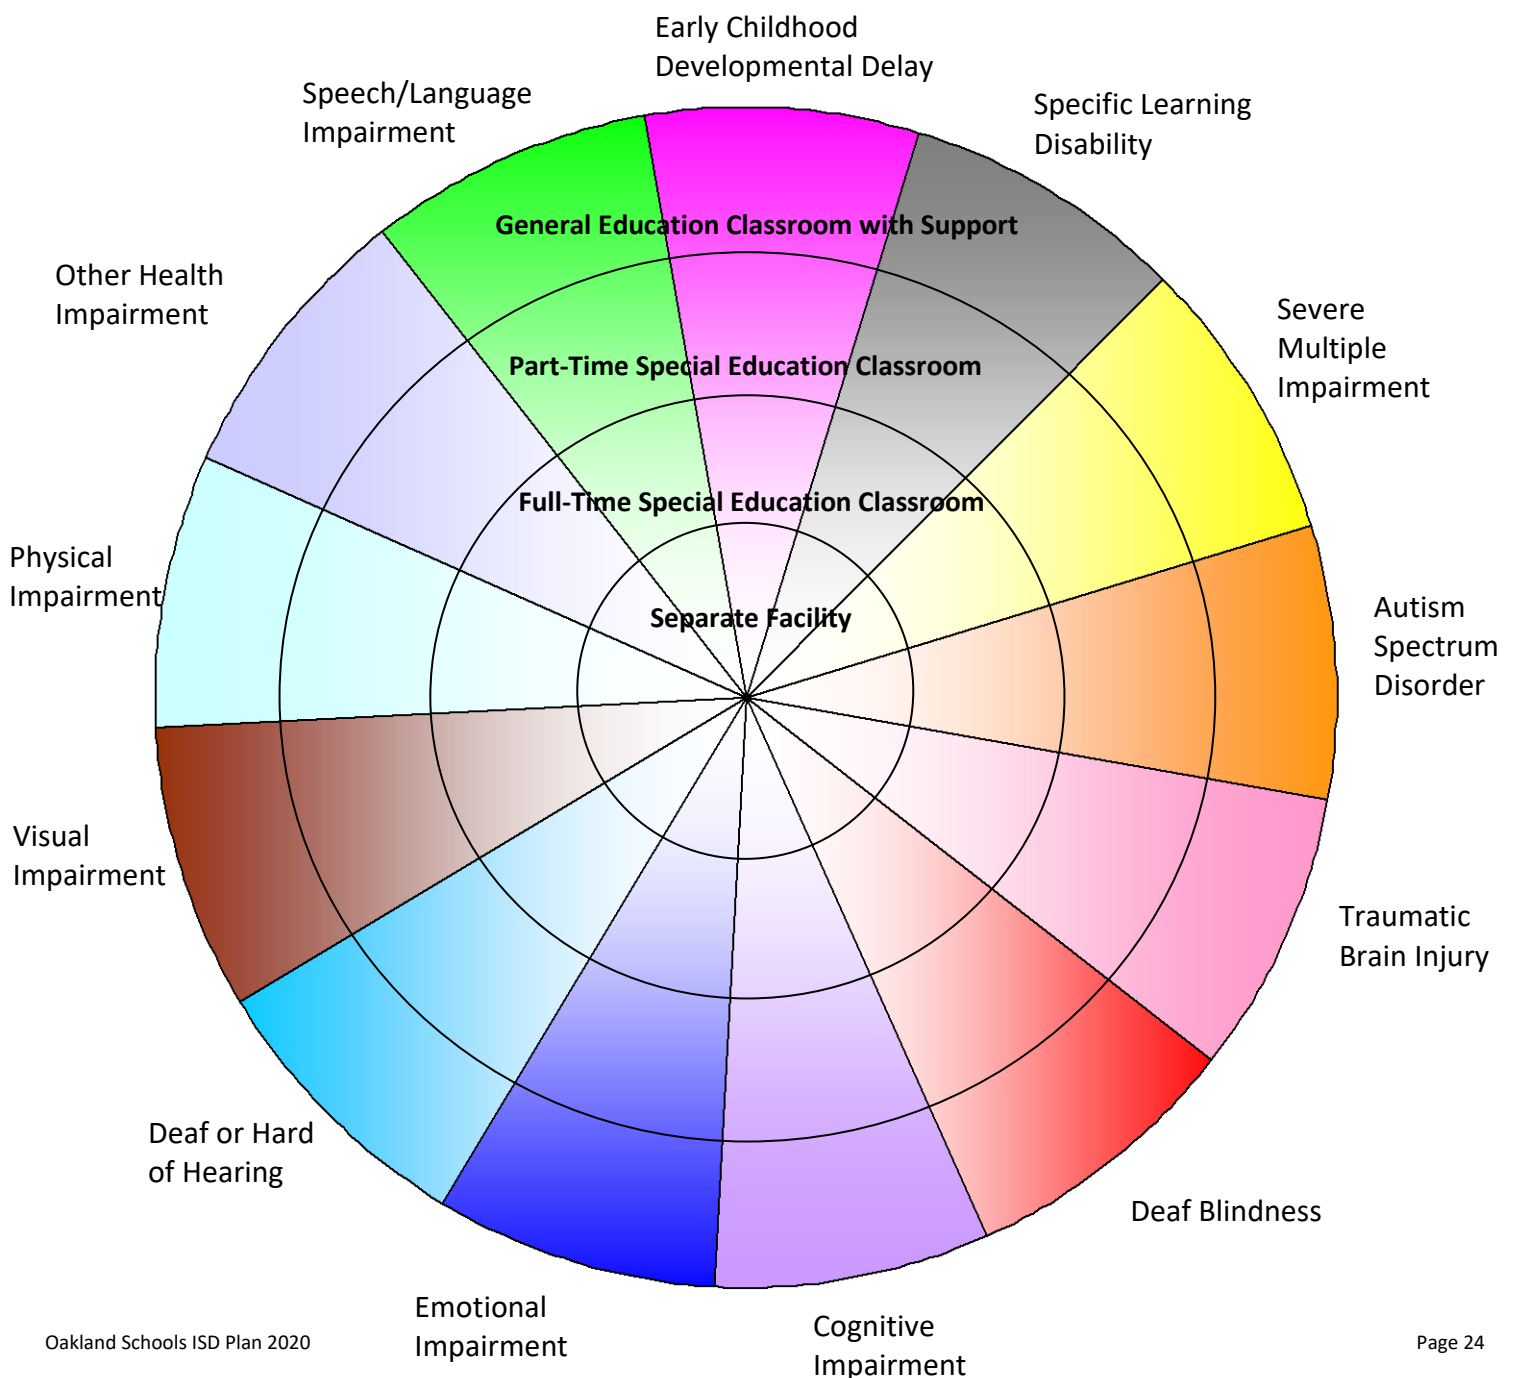 Early Childhood
Developmental Delay
Speech/Language
Impairment
Specific Learning
Disability
General Education Classroom with Support
Other Health
Impairment
Severe
Multiple
Impairment
Part-Time Special Education Classroom
Full-Time Special Education Classroom
Physical
Impairment
Separate Facility
Autism
Spectrum
Disorder
Visual
Impairment
Traumatic
Brain Injury
Deaf or Hard
of Hearing
Deaf Blindness
Emotional
Impairment
Cognitive
Impairment
Oakland Schools ISD Plan 2020
Page 24